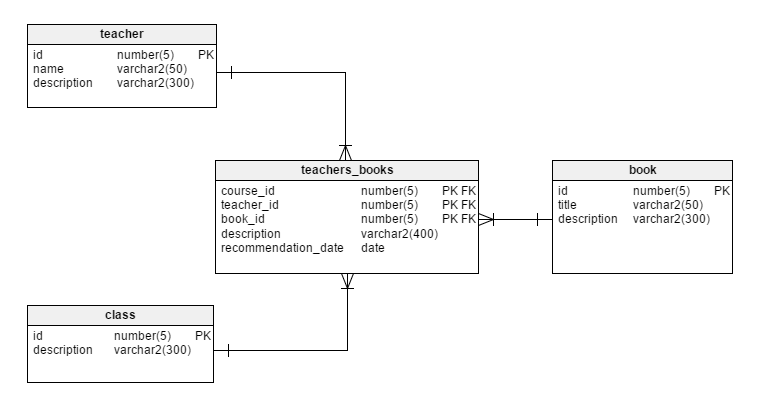 teacher
id number(5) PK
name varchar2(50)
description varchar2(300)
teachers_books
course_id number(5) PK FK
teacher_id number(5) PK FK
book_id number(5) PK FK
description varchar2(400)
recommendation_date date
book
id number(5) PK
title varchar2(50)
description varchar2(300)
class
id number(5) PK
description varchar2(300)